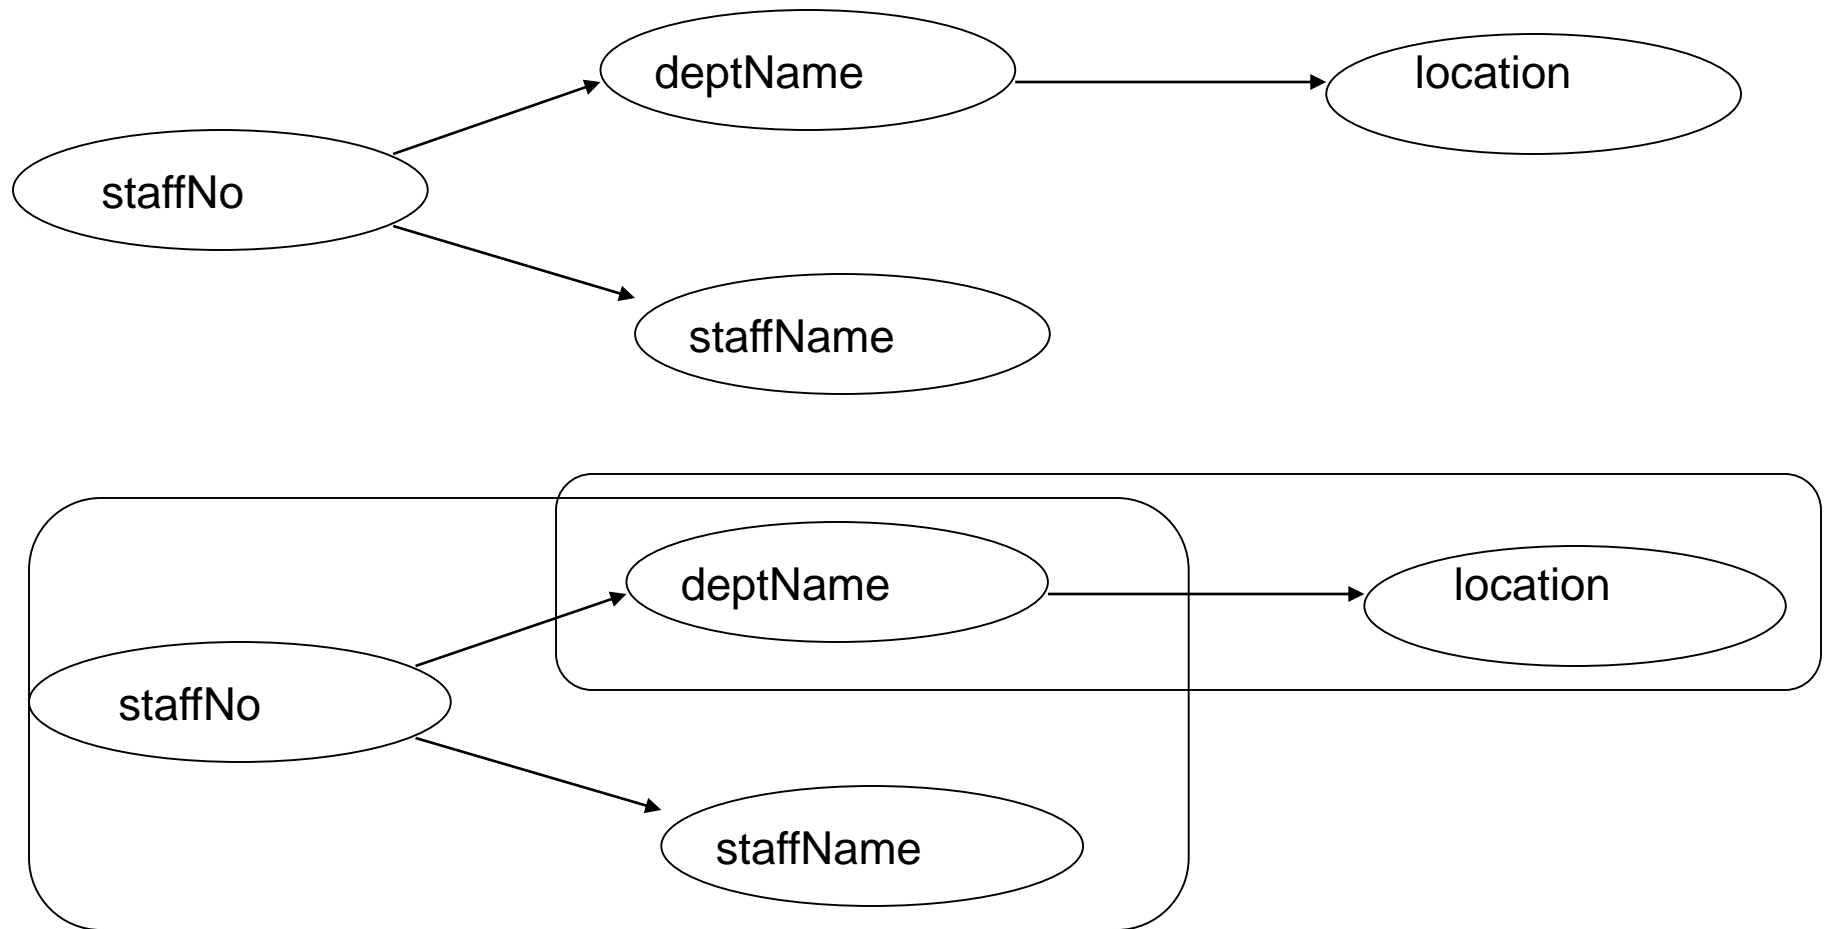 deptName
location
staffNo
staffName
deptName
location
staffNo
staffName